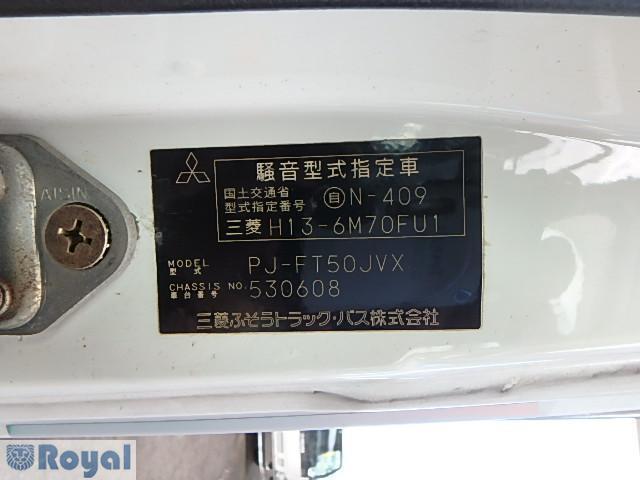 AISIN
騒音型式指定車
国土交通省
型式指定番号
自 N-409
三菱 H13-6M70FU1
MODEL
型式
PJ-FT50JVX
CHASSIS NO.
車台番号
530608
三菱ふそうトラック・バス株式会社
Royal